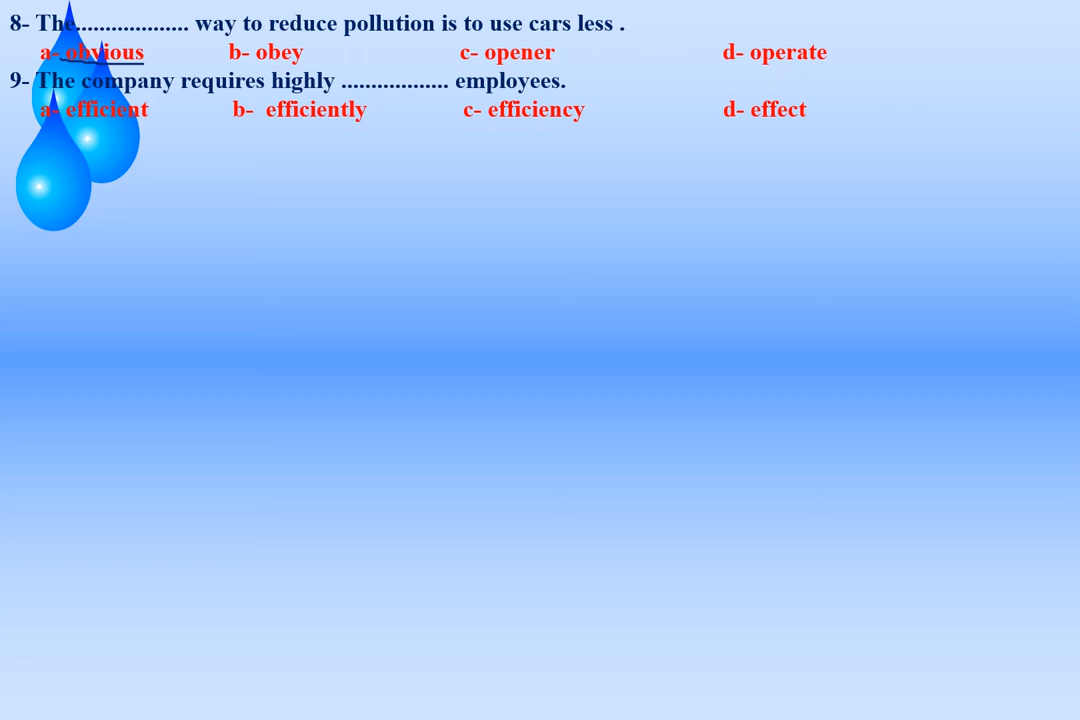 8- The................... way to reduce pollution is to use cars less .
a- obvious b- obey c- opener d- operate
9- The company requires highly .................. employees.
a- efficient b- efficiently c- efficiency d- effect